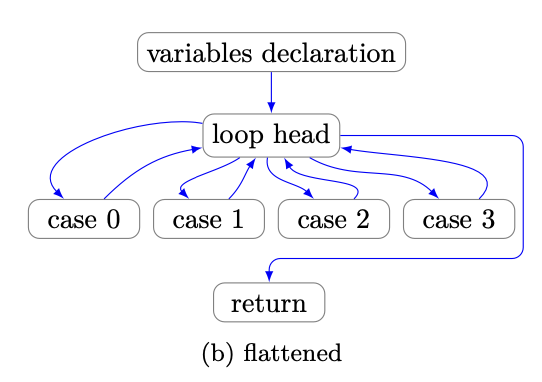 variables declaration
loop head
case 0 case 1 case 2 case 3
return
(b) flattened